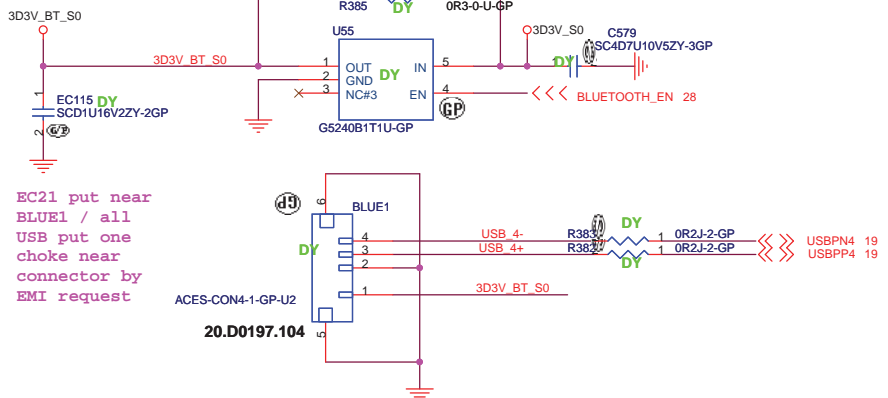 R385
DY
0R3-0-U-GP
3D3V_BT_S0
U55
3D3V_S0
C579
SC4D7U10V5ZY-3GP
DY
3D3V_BT_S0
1
OUT
IN
5
2
GND
DY
3
NC#3
EN
4
GP
BLUETOOTH_EN 28
G5240B1T1U-GP
1
EC115
DY
SCD1U16V2ZY-2GP
2
G/P
EC21 put near
BLUE1 / all
USB put one
choke near
connector by
EMI request
GP
6
BLUE1
DY
4
USB_4-
R383
DY
1
0R2J-2-GP
USBPN4 19
3
USB_4+
R382
DY
1
0R2J-2-GP
USBPP4 19
2
1
3D3V_BT_S0
ACES-CON4-1-GP-U2
20.D0197.104
5